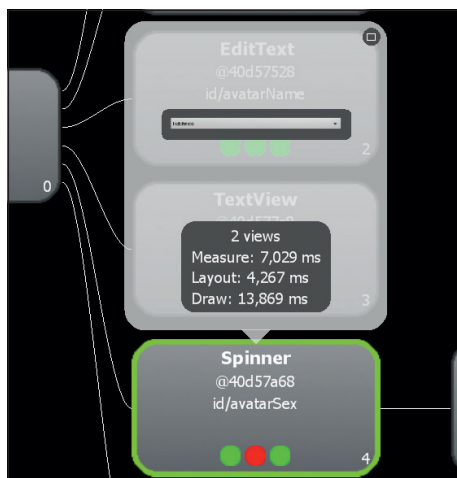 EditText
@40d57528
id/avatarName
2
TextView
2 views
Measure: 7,029 ms
Layout: 4,267 ms
Draw: 13,869 ms
3
0
Spinner
@40d57a68
id/avatarSex
4